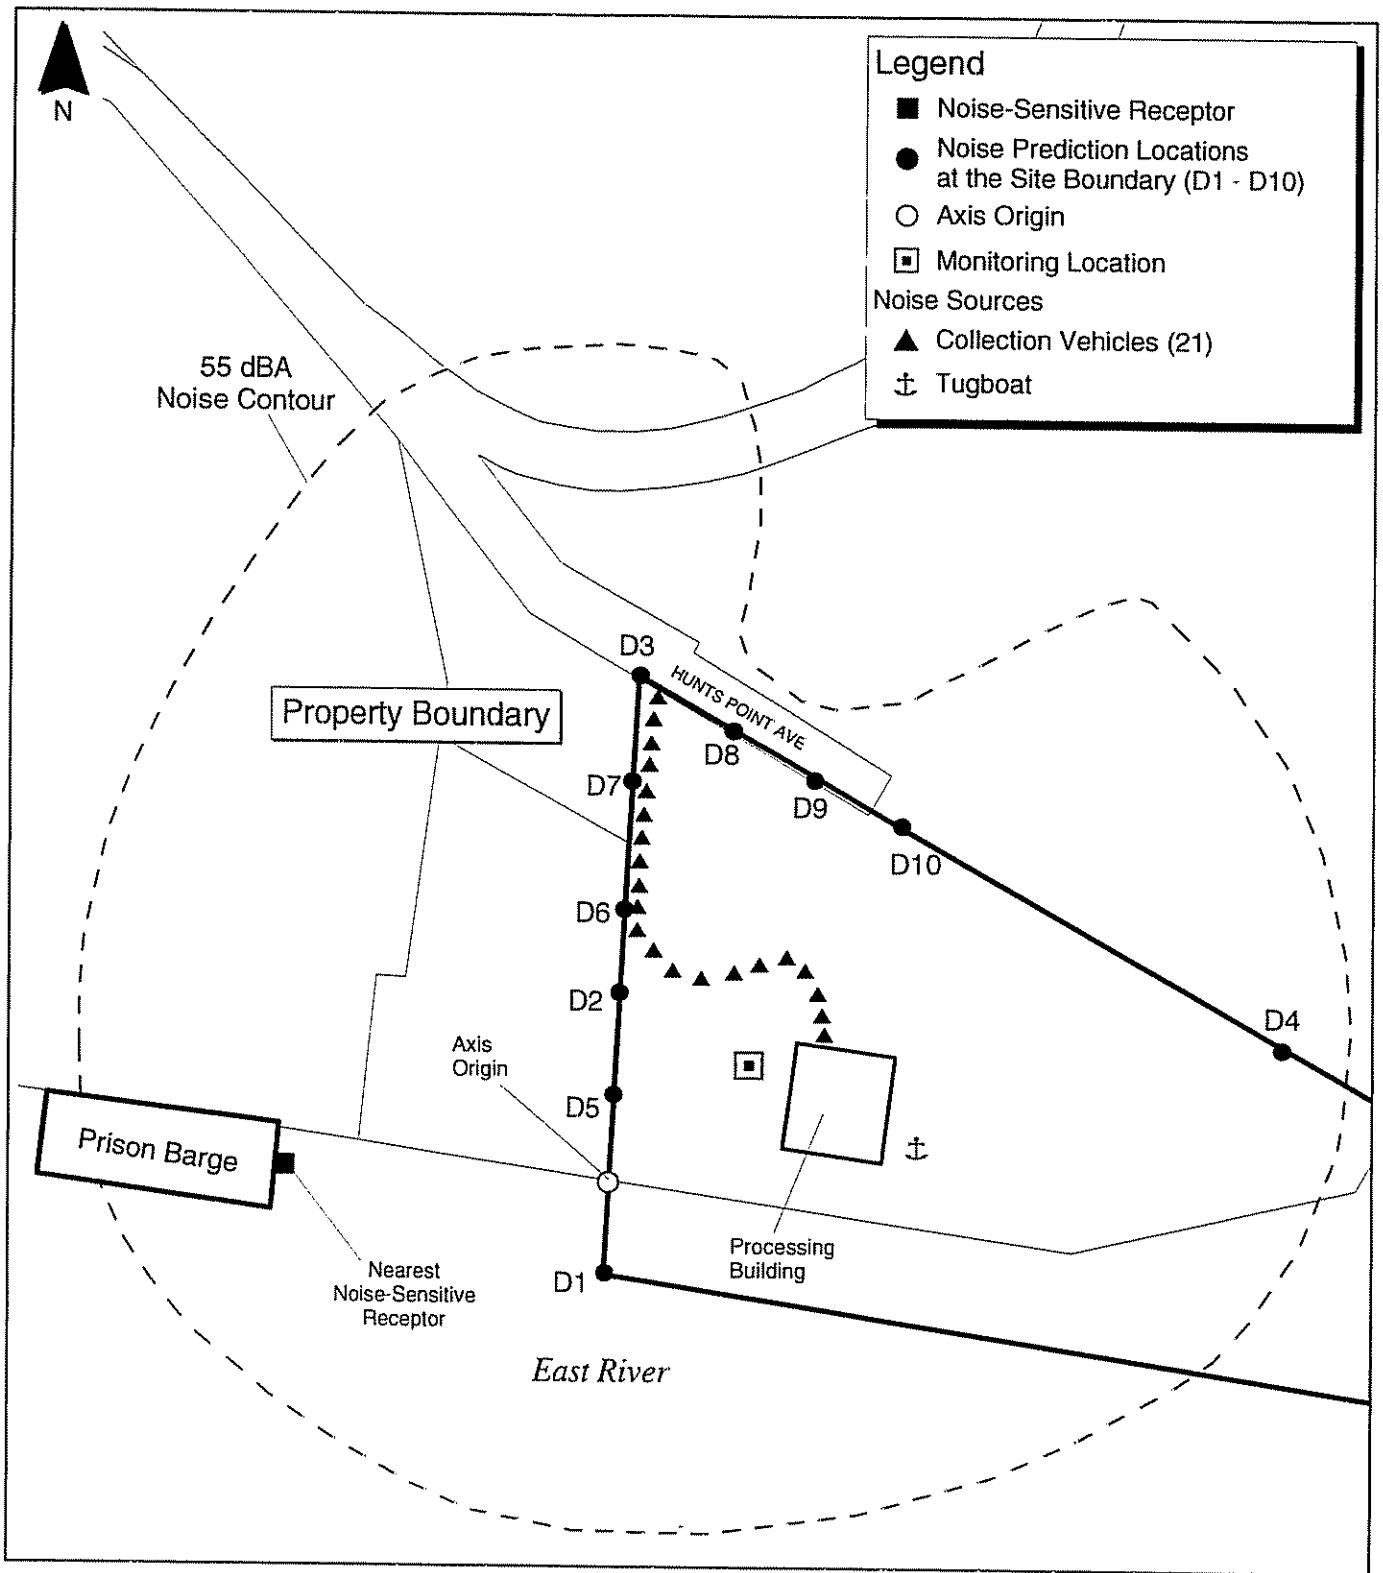 N
Legend
Noise-Sensitive Receptor
Noise Prediction Locations
at the Site Boundary (D1 - D10)
Axis Origin
Monitoring Location
Noise Sources
Collection Vehicles (21)
Tugboat
55 dBA
Noise Contour
D3
HUNTS POINT AVE
Property Boundary
D8
D7
D9
D10
D6
D2
D4
Axis
Origin
D5
Prison Barge
Processing
Building
Nearest
Noise-Sensitive
Receptor
D1
East River